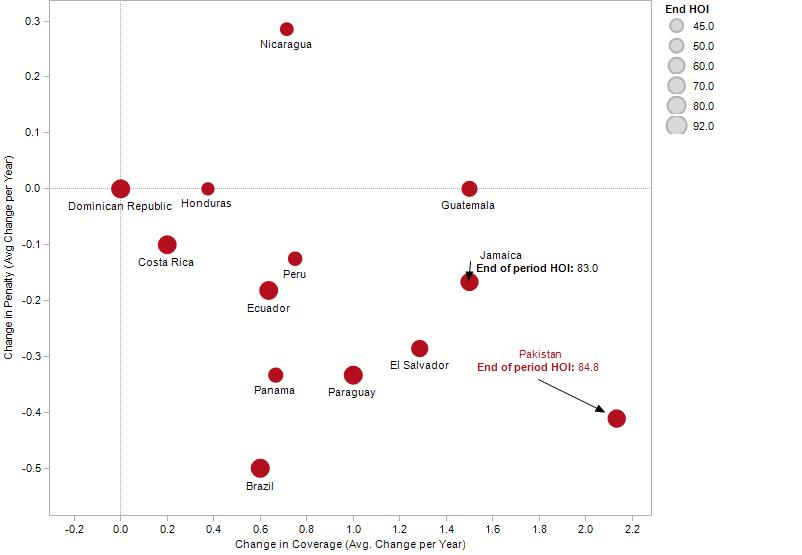 End HOI
45.0
50.0
60.0
70.0
80.0
92.0
Change in Penalty (Avg Change per Year)
0.3
0.2
0.1
0.0
-0.1
-0.2
-0.3
-0.4
-0.5
Nicaragua
Dominican Republic
Honduras
Guatemala
Costa Rica
Peru
Jamaica
End of period HOI: 83.0
Ecuador
El Salvador
Pakistan
End of period HOI: 84.8
Panama
Paraguay
Brazil
-0.2 0.0 0.2 0.4 0.6 0.8 1.0 1.2 1.4 1.6 1.8 2.0 2.2
Change in Coverage (Avg. Change per Year)